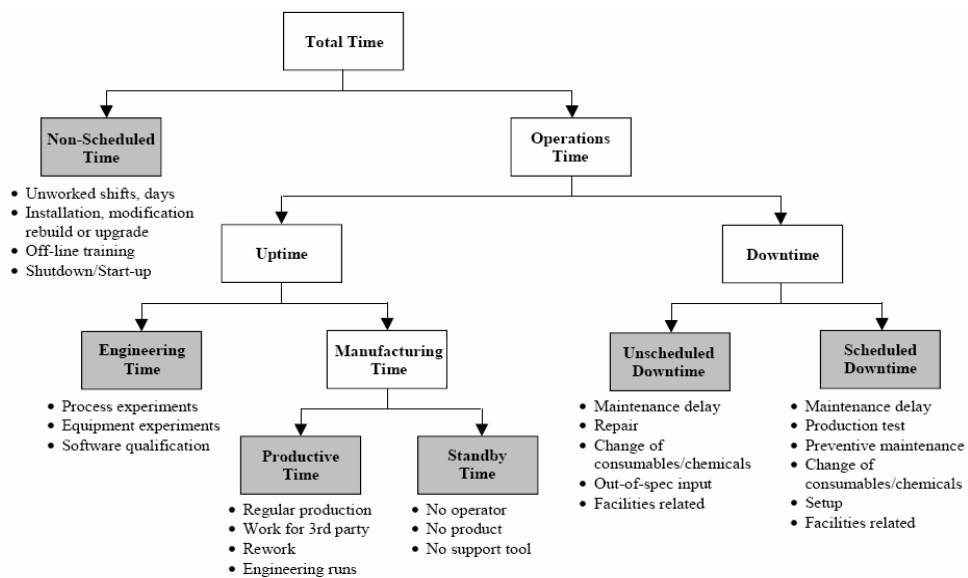 Total Time
Non-Scheduled
Time
• Unworked shifts, days
• Installation, modification
rebuild or upgrade
• Off-line training
• Shutdown/Start-up
Operations
Time
Uptime
Downtime
Engineering
Time
• Process experiments
• Equipment experiments
• Software qualification
Manufacturing
Time
Productive
Time
• Regular production
• Work for 3rd party
• Rework
• Engineering runs
Standby
Time
• No operator
• No product
• No support tool
Unscheduled
Downtime
• Maintenance delay
• Repair
• Change of
consumables/chemicals
• Out-of-spec input
• Facilities related
Scheduled
Downtime
• Maintenance delay
• Production test
• Preventive maintenance
• Change of
consumables/chemicals
• Setup
• Facilities related